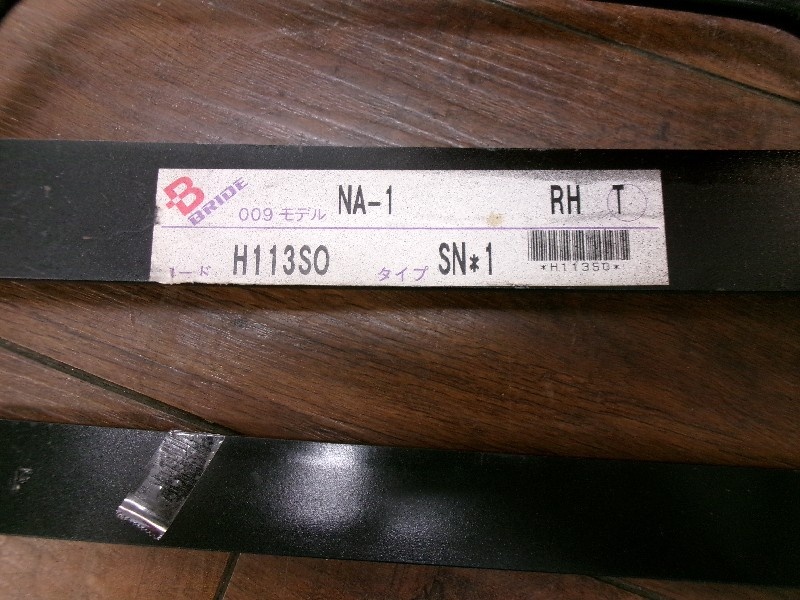 BRIDE 009 モデル NA-1 RH T
ード H113SO タイプ SN*1
*H113SO*